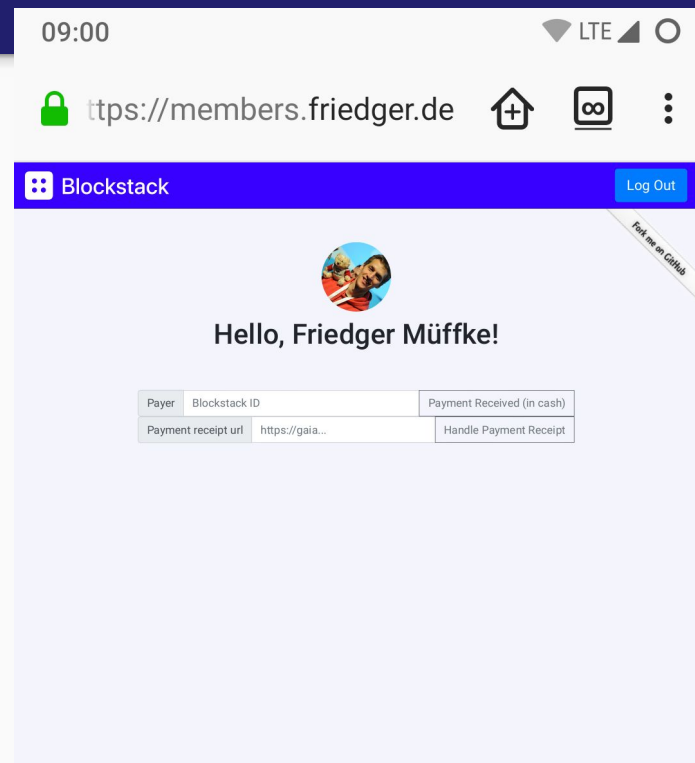 09:00
LTE
ttps://members.friedger.de
Blockstack
Log Out
Fork me on GitHub
Hello, Friedger Müffke!
Payer Blockstack ID Payment Received (in cash)
Payment receipt url https://gaia... Handle Payment Receipt